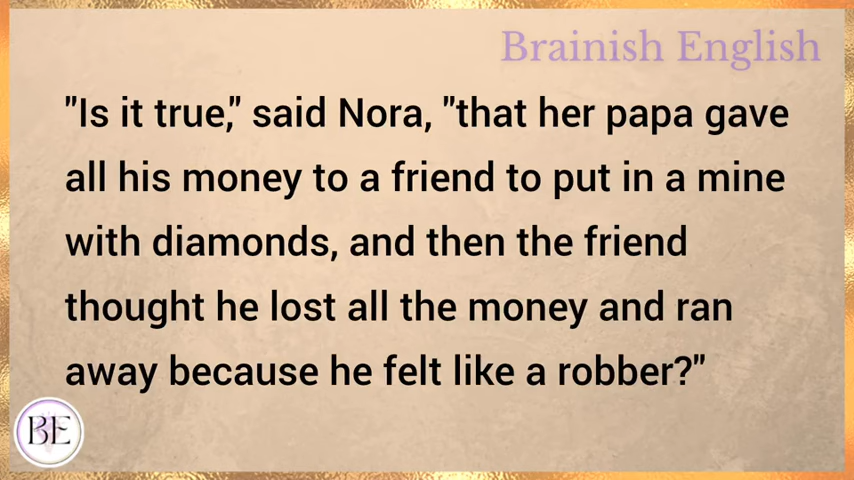 Brainish English
"Is it true," said Nora, "that her papa gave
all his money to a friend to put in a mine
with diamonds, and then the friend
thought he lost all the money and ran
away because he felt like a robber?"
BE